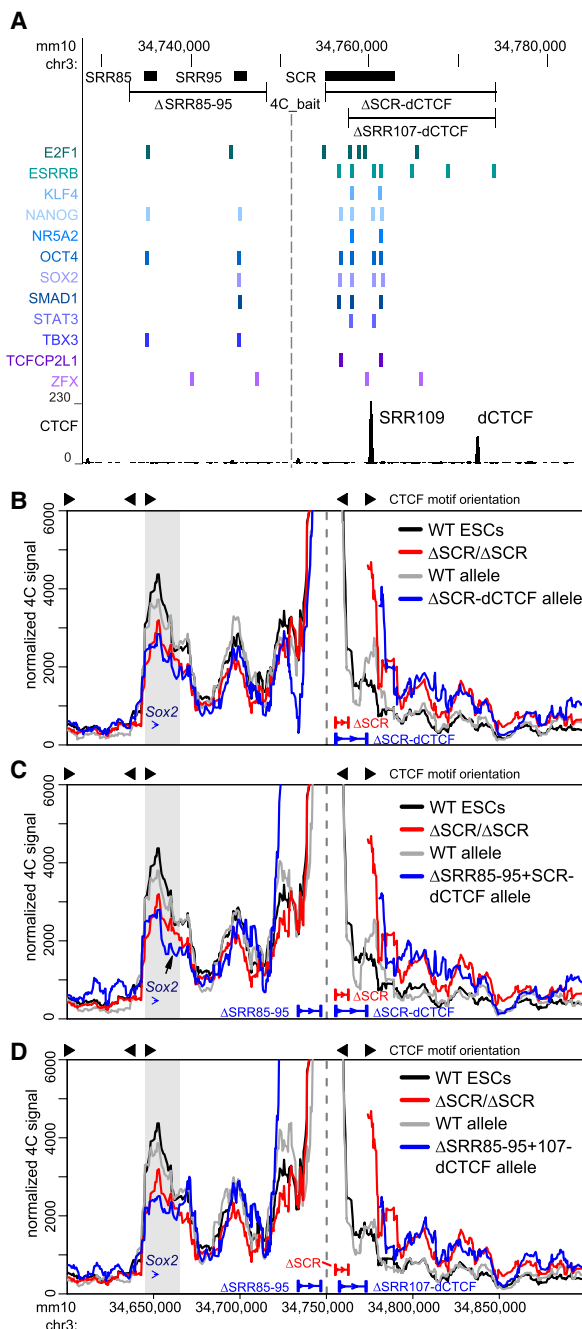 A
mm10
34,740,000 34,760,000 34,780,000
chr3:
SRR85 SRR95 SCR
ΔSRR85-95 4C_bait ΔSCR-dCTCF
ΔSRR107-dCTCF
E2F1
ESRRB
KLF4
NANOG
NR5A2
OCT4
SOX2
SMAD1
STAT3
TBX3
TCFCP2L1
ZFX
230
CTCF
SRR109 dCTCF
0
B
CTCF motif orientation
6000
4000
2000
0
normalized 4C signal
WT ESCs
ΔSCR/ΔSCR
WT allele
ΔSCR-dCTCF allele
Sox2
ΔSCR
ΔSCR-dCTCF
C
CTCF motif orientation
6000
4000
2000
0
normalized 4C signal
WT ESCs
ΔSCR/ΔSCR
WT allele
ΔSRR85-95+SCR-
dCTCF allele
Sox2
ΔSCR
ΔSRR85-95
ΔSCR-dCTCF
D
CTCF motif orientation
6000
4000
2000
0
normalized 4C signal
WT ESCs
ΔSCR/ΔSCR
WT allele
ΔSRR85-95+107-
dCTCF allele
Sox2
ΔSCR
ΔSRR85-95
ΔSRR107-dCTCF
mm10
34,650,000 34,700,000 34,750,000 34,800,000 34,850,000
chr3: